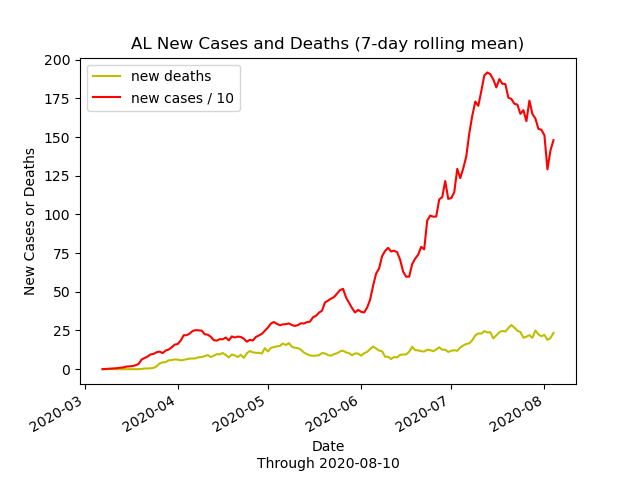 AL New Cases and Deaths (7-day rolling mean)
new deaths
new cases / 10
New Cases or Deaths
200
175
150
125
100
75
50
25
0
2020-03
2020-04
2020-05
2020-06
2020-07
2020-08
Date
Through 2020-08-10